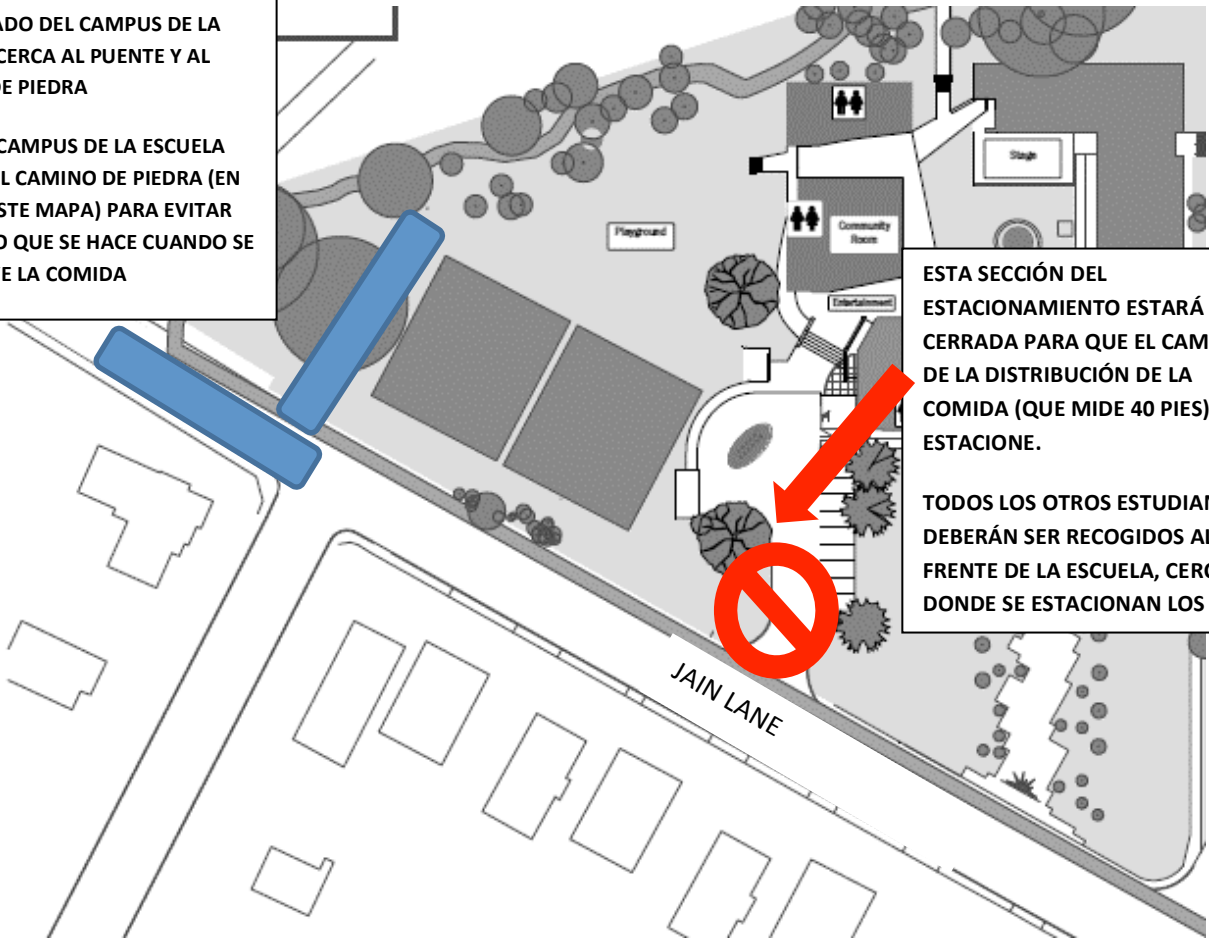 ADO DEL CAMPUS DE LA
CERCA AL PUENTE Y AL
DE PIEDRA
CAMPUS DE LA ESCUELA
L CAMINO DE PIEDRA (EN
STE MAPA) PARA EVITAR
O QUE SE HACE CUANDO SE
E LA COMIDA
Stage
Playground
Community
Room
Entertainment
ESTA SECCIÓN DEL
ESTACIONAMIENTO ESTARÁ
CERRADA PARA QUE EL CAM
DE LA DISTRIBUCIÓN DE LA
COMIDA (QUE MIDE 40 PIES)
ESTACIONE.
TODOS LOS OTROS ESTUDIAN
DEBERÁN SER RECOGIDOS AL
FRENTE DE LA ESCUELA, CERC
DONDE SE ESTACIONAN LOS
JAIN LANE